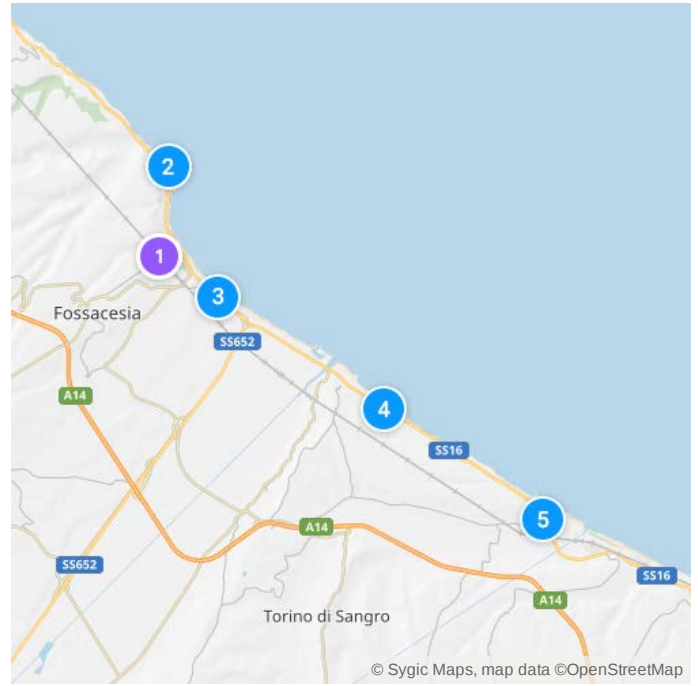 2
1
3
Fossacesia
SS652
A14
4
SS16
5
A14
SS652
SS16
A14
Torino di Sangro
© Sygic Maps, map data ©OpenStreetMap